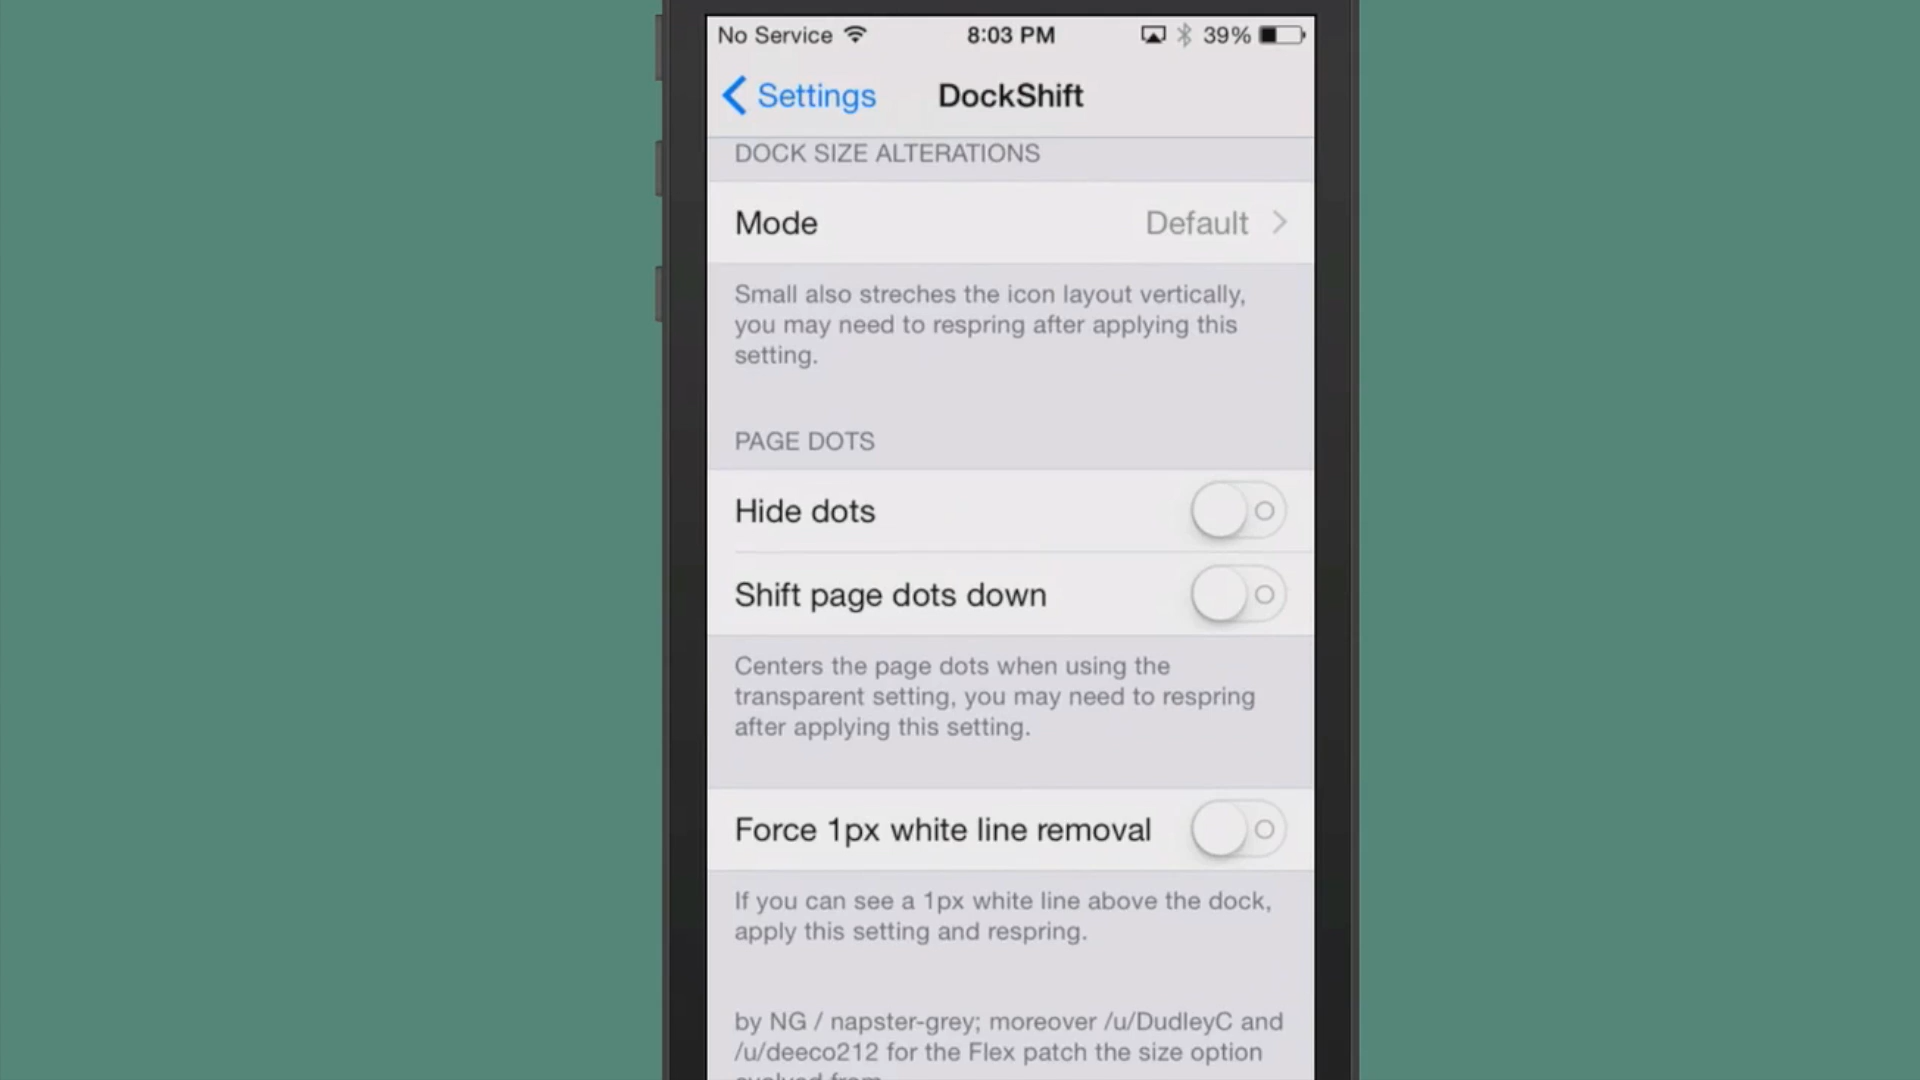 No Service 8:03 PM 39%
Settings DockShift
DOCK SIZE ALTERATIONS
Mode Default
Small also streches the icon layout vertically,
you may need to respring after applying this
setting.
PAGE DOTS
Hide dots
Shift page dots down
Centers the page dots when using the
transparent setting, you may need to respring
after applying this setting.
Force 1px white line removal
If you can see a 1px white line above the dock,
apply this setting and respring.
by NG / napster-grey; moreover /u/DudleyC and
/u/deeco212 for the Flex patch the size option
evolved from